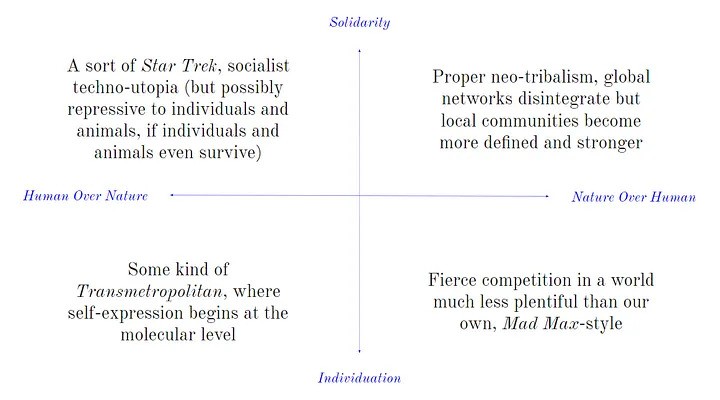 Solidarity
A sort of Star Trek, socialist
techno-utopia (but possibly
repressive to individuals and
animals, if individuals and
animals even survive)
Proper neo-tribalism, global
networks disintegrate but
local communities become
more defined and stronger
Human Over Nature
Nature Over Human
Some kind of
Transmetropolitan, where
self-expression begins at the
molecular level
Fierce competition in a world
much less plentiful than our
own, Mad Max-style
Individuation